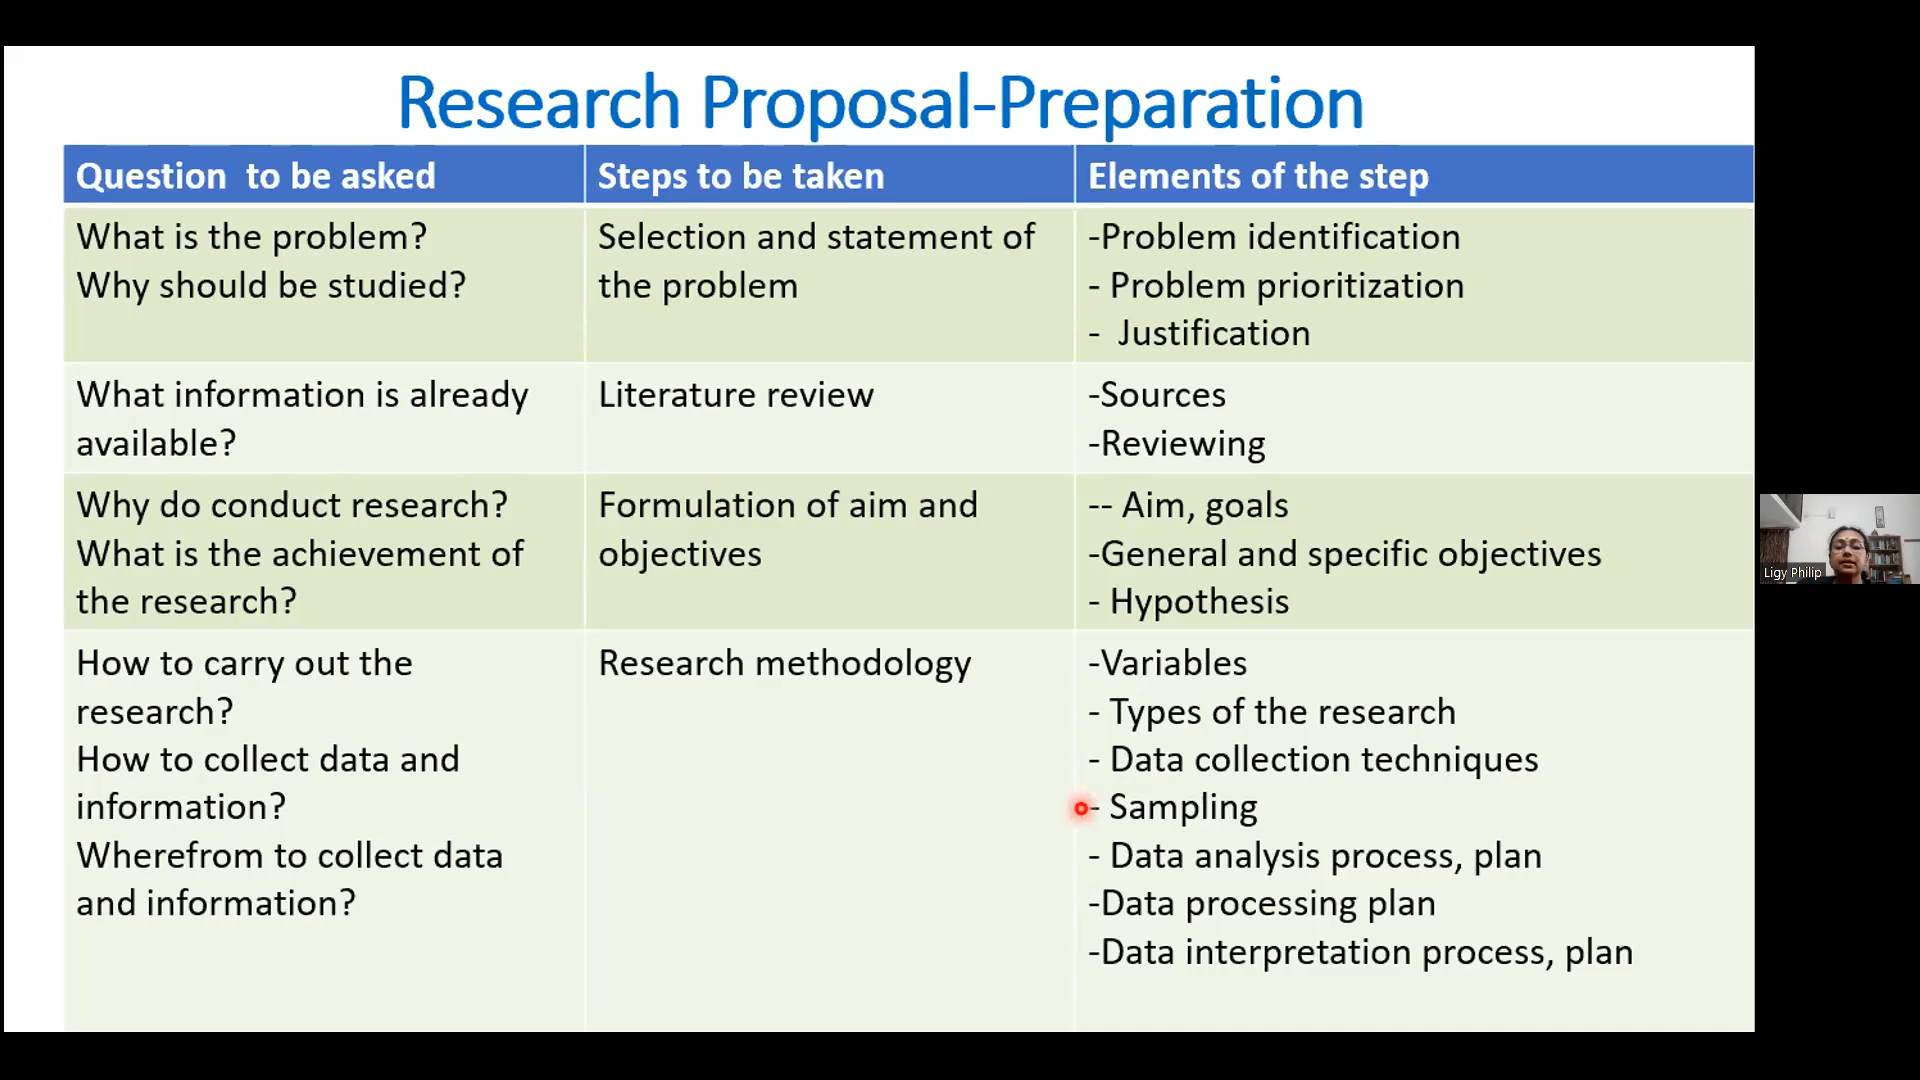 Research Proposal-Preparation
Question  to be asked
Steps to be taken
Elements of the step
What is the problem?
Why should be studied?
Selection and statement of
the problem
-Problem identification
- Problem prioritization
-  Justification
What information is already
available?
Literature review
-Sources
-Reviewing
Why do conduct research?
What is the achievement of
the research?
Formulation of aim and
objectives
-- Aim, goals
-General and specific objectives
- Hypothesis
How to carry out the
research?
How to collect data and
information?
Wherefrom to collect data
and information?
Research methodology
-Variables
- Types of the research
- Data collection techniques
- Sampling
- Data analysis process, plan
-Data processing plan
-Data interpretation process, plan
Ligy Philip